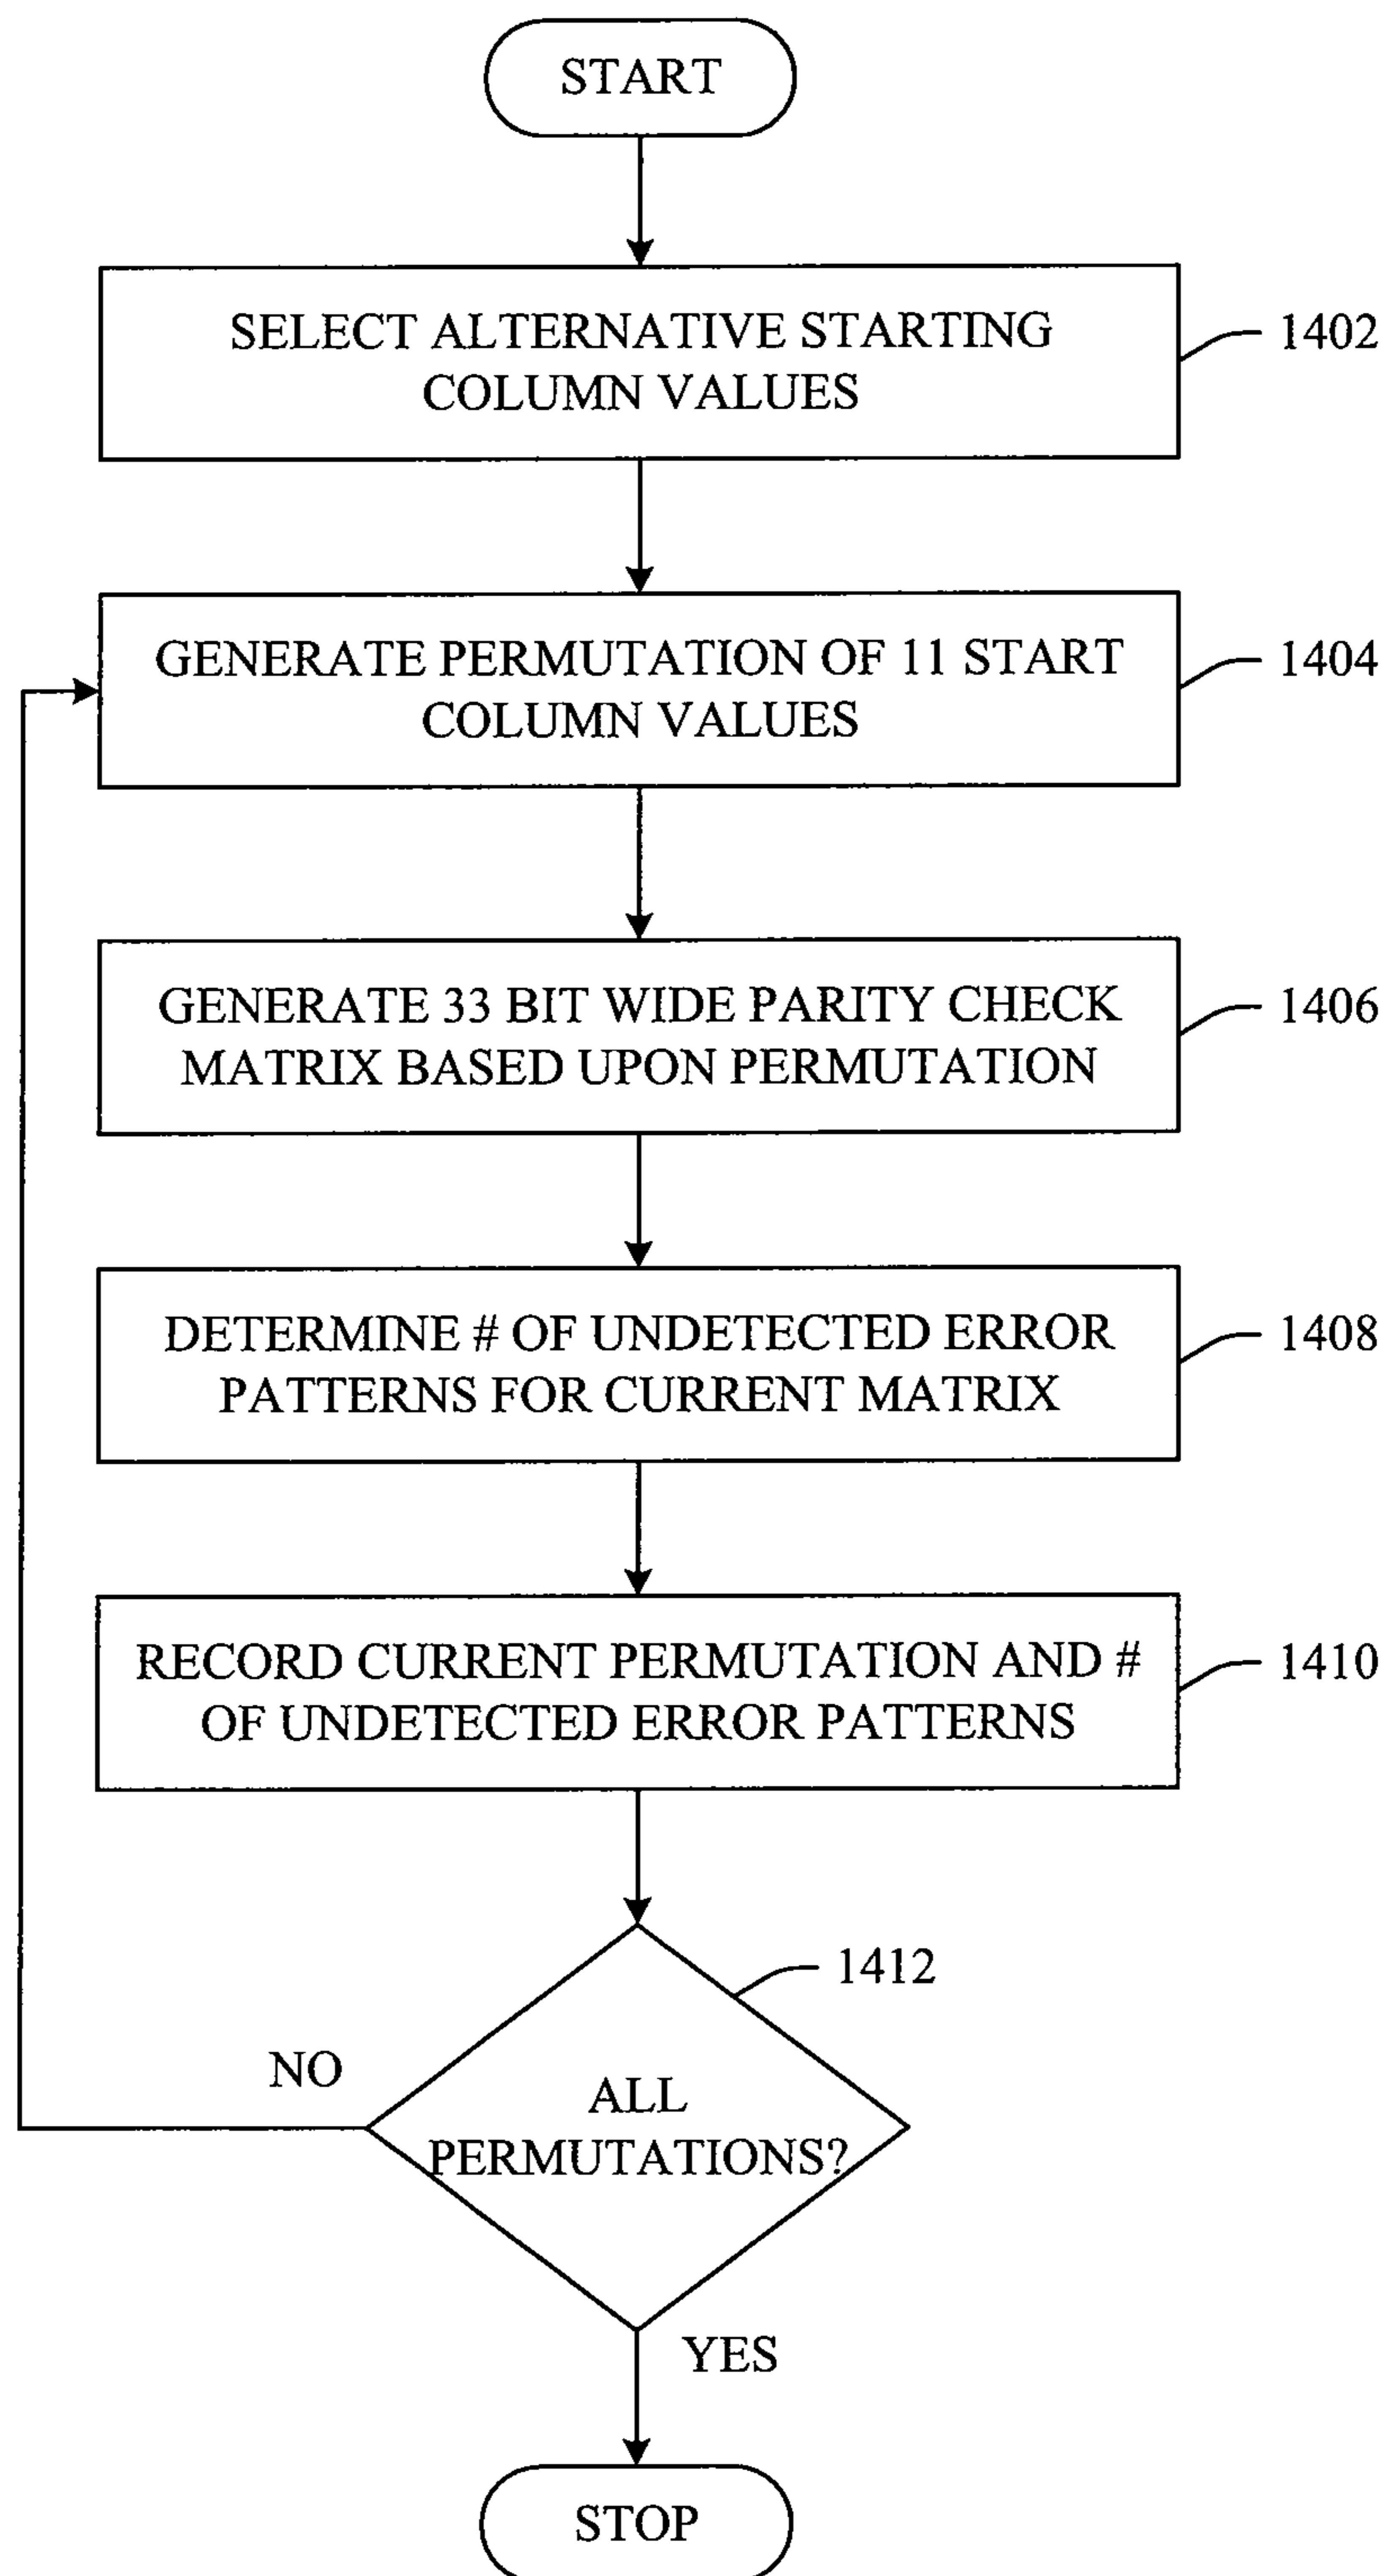 START
SELECT ALTERNATIVE STARTING
COLUMN VALUES
1402
GENERATE PERMUTATION OF 11 START
COLUMN VALUES
1404
GENERATE 33 BIT WIDE PARITY CHECK
MATRIX BASED UPON PERMUTATION
1406
DETERMINE # OF UNDETECTED ERROR
PATTERNS FOR CURRENT MATRIX
1408
RECORD CURRENT PERMUTATION AND #
OF UNDETECTED ERROR PATTERNS
1410
1412
NO
ALL
PERMUTATIONS?
YES
STOP